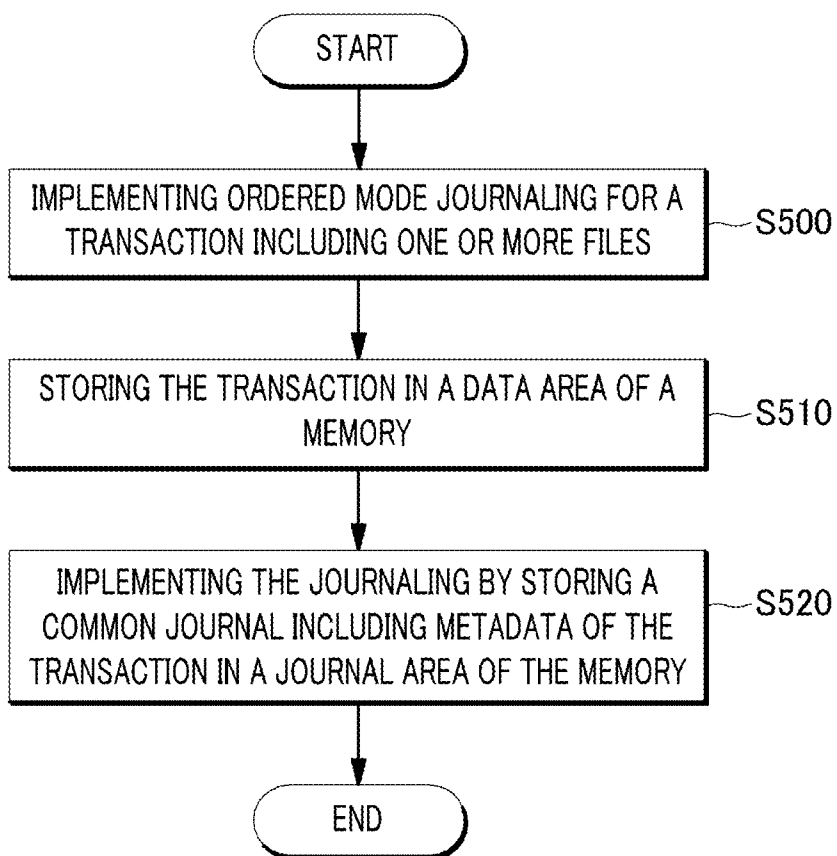 START
IMPLEMENTING ORDERED MODE JOURNALING FOR A
TRANSACTION INCLUDING ONE OR MORE FILES
S500
STORING THE TRANSACTION IN A DATA AREA OF A
MEMORY
S510
IMPLEMENTING THE JOURNALING BY STORING A
COMMON JOURNAL INCLUDING METADATA OF THE
TRANSACTION IN A JOURNAL AREA OF THE MEMORY
S520
END